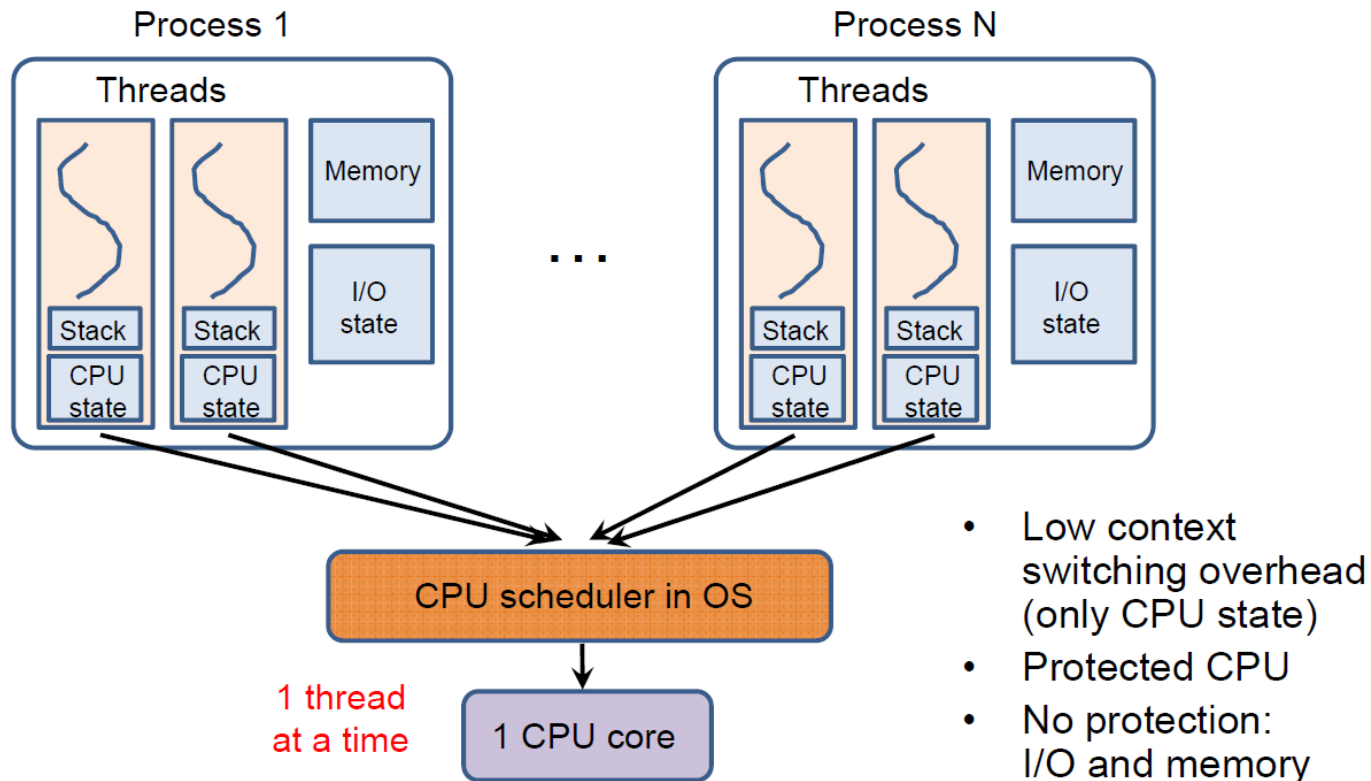 Process 1
Threads
Memory
I/O
state
Stack
Stack
CPU
state
CPU
state
...
Process N
Threads
Memory
I/O
state
Stack
Stack
CPU
state
CPU
state
CPU scheduler in OS
1 thread
at a time
1 CPU core
• Low context
switching overhead
(only CPU state)
• Protected CPU
• No protection:
I/O and memory